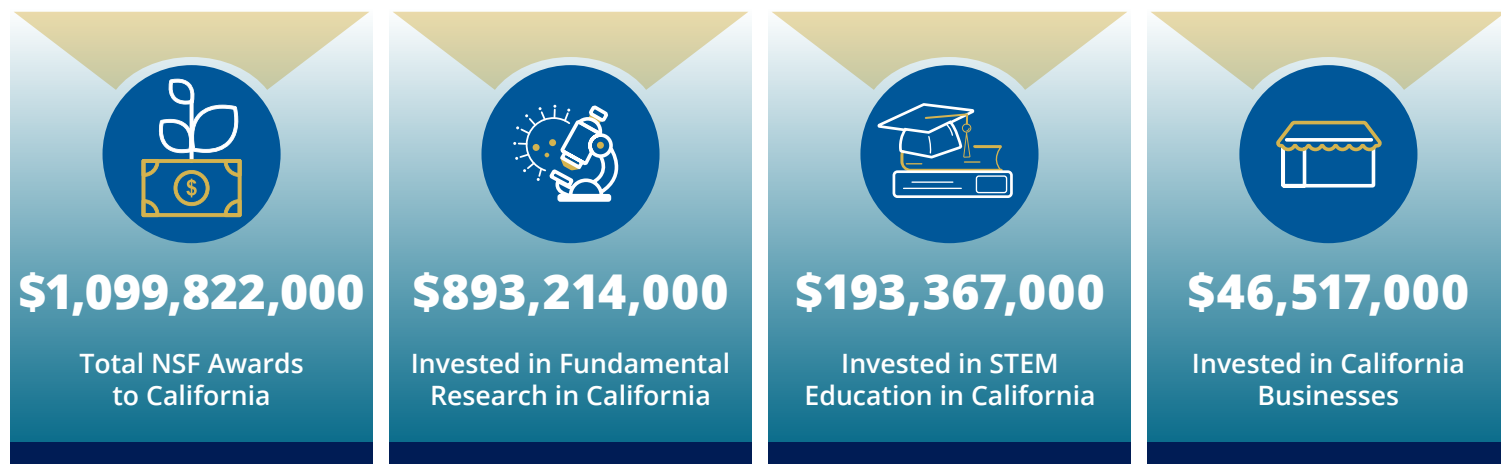 $
$1,099,822,000
Total NSF Awards
to California
$893,214,000
Invested in Fundamental
Research in California
$193,367,000
Invested in STEM
Education in California
$46,517,000
Invested in California
Businesses